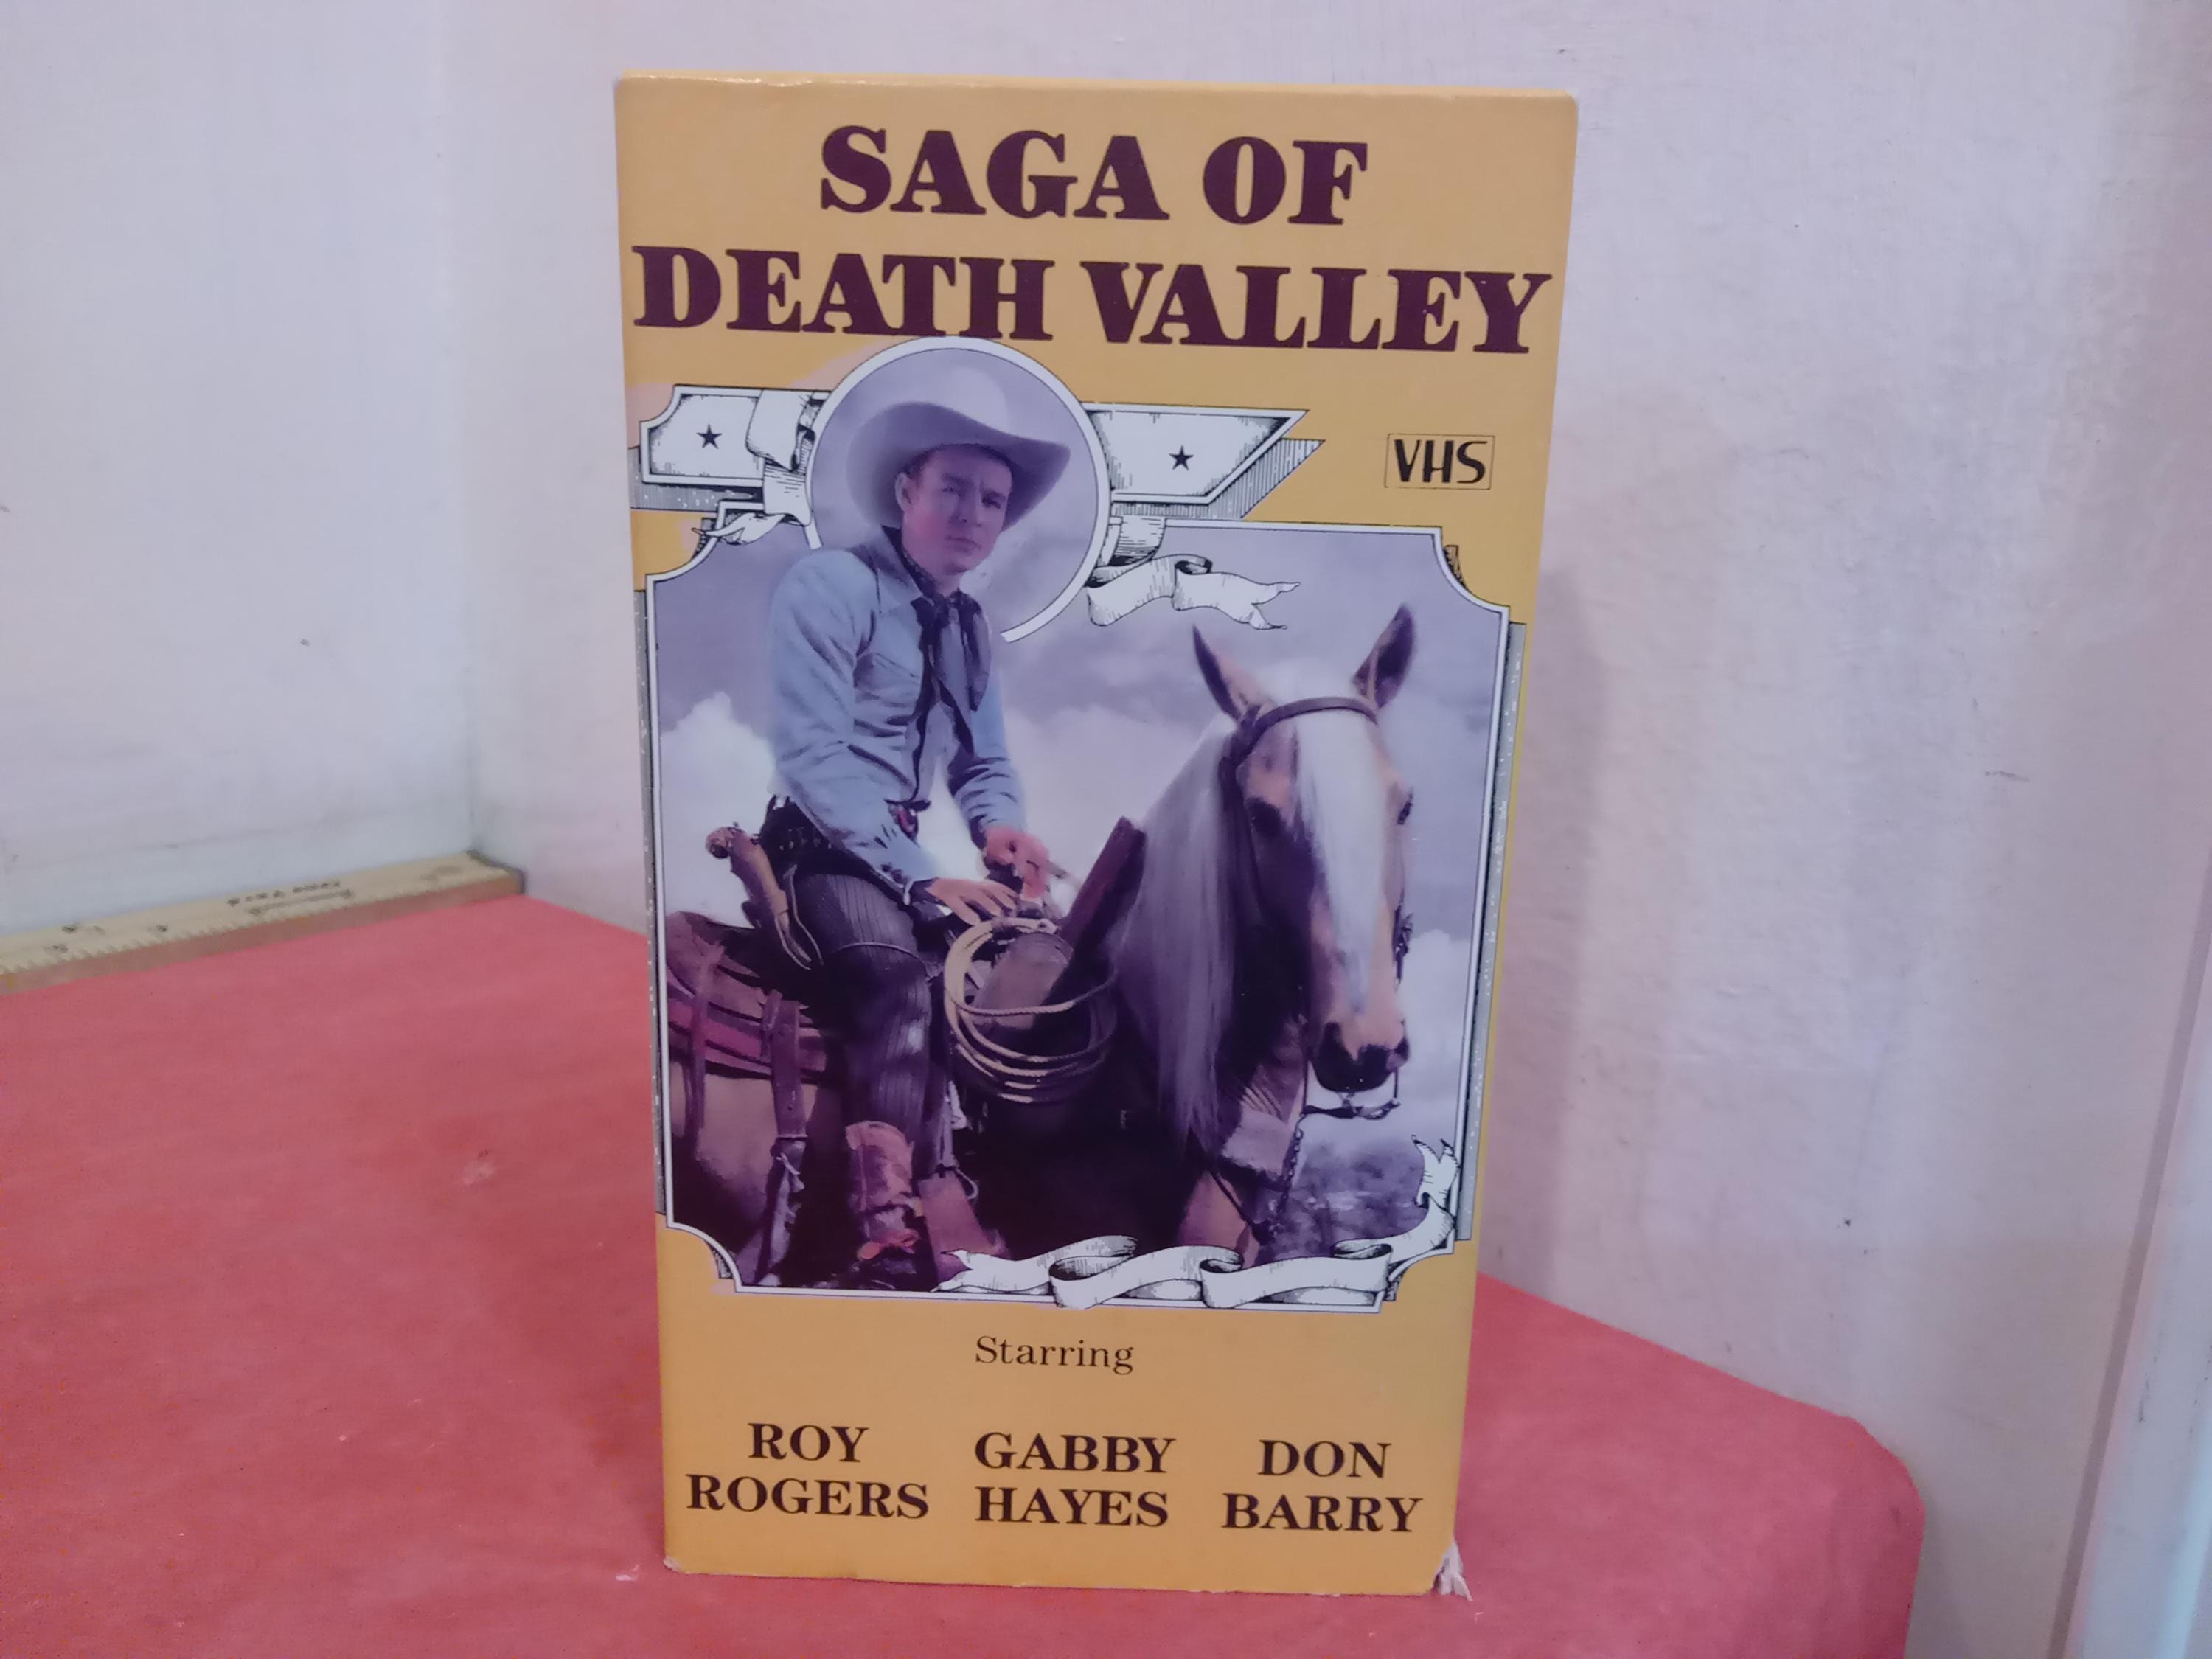 SAGA OF
DEATH VALLEY
VHS
Starring
ROY
ROGERS
GABBY
HAYES
DON
BARRY